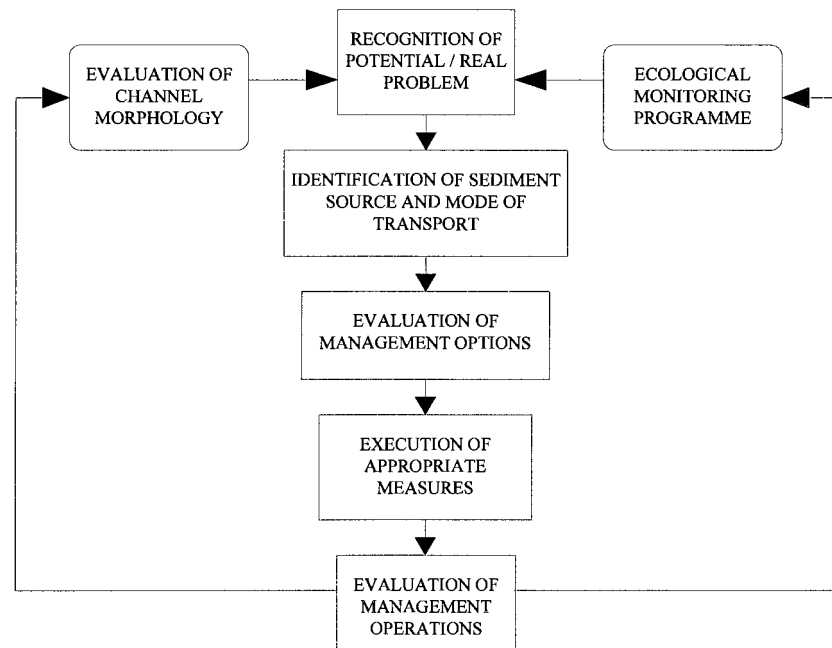 RECOGNITION OF
POTENTIAL / REAL
PROBLEM
EVALUATION OF
CHANNEL
MORPHOLOGY
ECOLOGICAL
MONITORING
PROGRAMME
IDENTIFICATION OF SEDIMENT
SOURCE AND MODE OF
TRANSPORT
EVALUATION OF
MANAGEMENT OPTIONS
EXECUTION OF
APPROPRIATE
MEASURES
EVALUATION OF
MANAGEMENT
OPERATIONS